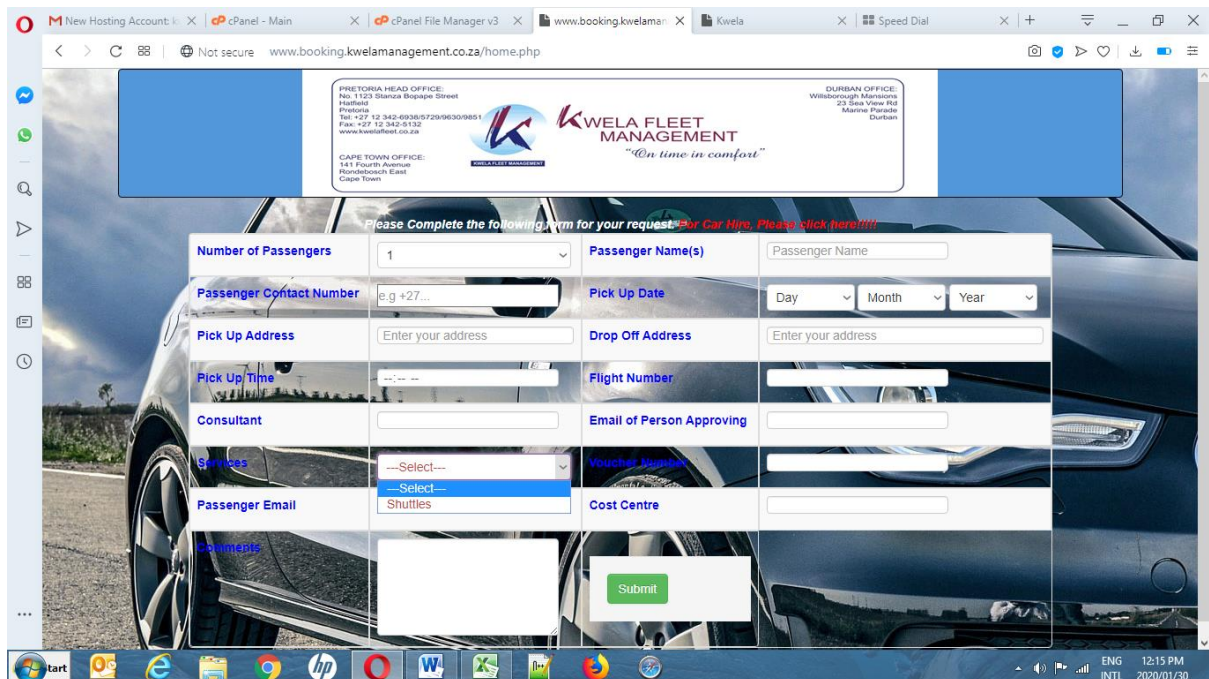 New Hosting Account: k
cPanel - Main
cPanel File Manager v3
www.booking.kwelaman
Kwela
Speed Dial
Not secure www.booking.kwelamanagement.co.za/home.php
PRETORIA HEAD OFFICE:
No. 1123 Stanza Bopape Street
Hatfield
Pretoria
Tel: +27 12 342-6938/5729/9630/9851
Fax: +27 12 342-5132
www.kwelafleet.co.za
CAPE TOWN OFFICE:
141 Fourth Avenue
Rondebosch East
Cape Town
KWELA FLEET MANAGEMENT
KWELA FLEET
MANAGEMENT
"On time in comfort"
DURBAN OFFICE:
Willsborough Mansions
23 Sea View Rd
Marine Parade
Durban
Please Complete the following form for your request. For Car Hire, Please click here!!!!!
Number of Passengers 1 Passenger Name(s) Passenger Name
Passenger Contact Number e.g +27... Pick Up Date Day Month Year
Pick Up Address Enter your address Drop Off Address Enter your address
Pick Up Time --:-- -- Flight Number
Consultant Email of Person Approving
Services ---Select--- Voucher Number
---Select---
Passenger Email Shuttles Cost Centre
Comments
Submit
start
hp
ENG 12:15 PM
INTL 2020/01/30